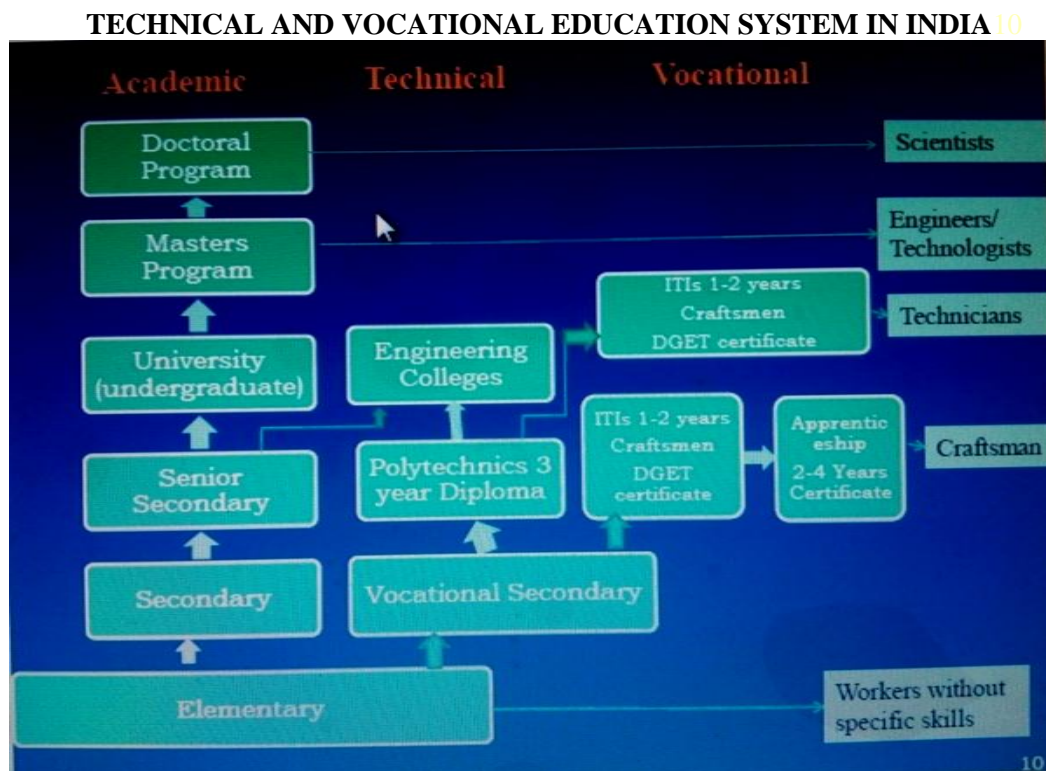 TECHNICAL AND VOCATIONAL EDUCATION SYSTEM IN INDIA 10
Academic
Technical
Vocational
Doctoral
Program
Scientists
Masters
Program
Engineers/
Technologists
ITIs 1-2 years
Craftsmen
DGET certificate
Technicians
University
(undergraduate)
Engineering
Colleges
Senior
Secondary
Polytechnics 3
year Diploma
ITIs 1-2 years
Craftsmen
DGET
certificate
Apprentic
eship
2-4 Years
Certificate
Craftsman
Secondary
Vocational Secondary
Elementary
Workers without
specific skills
10